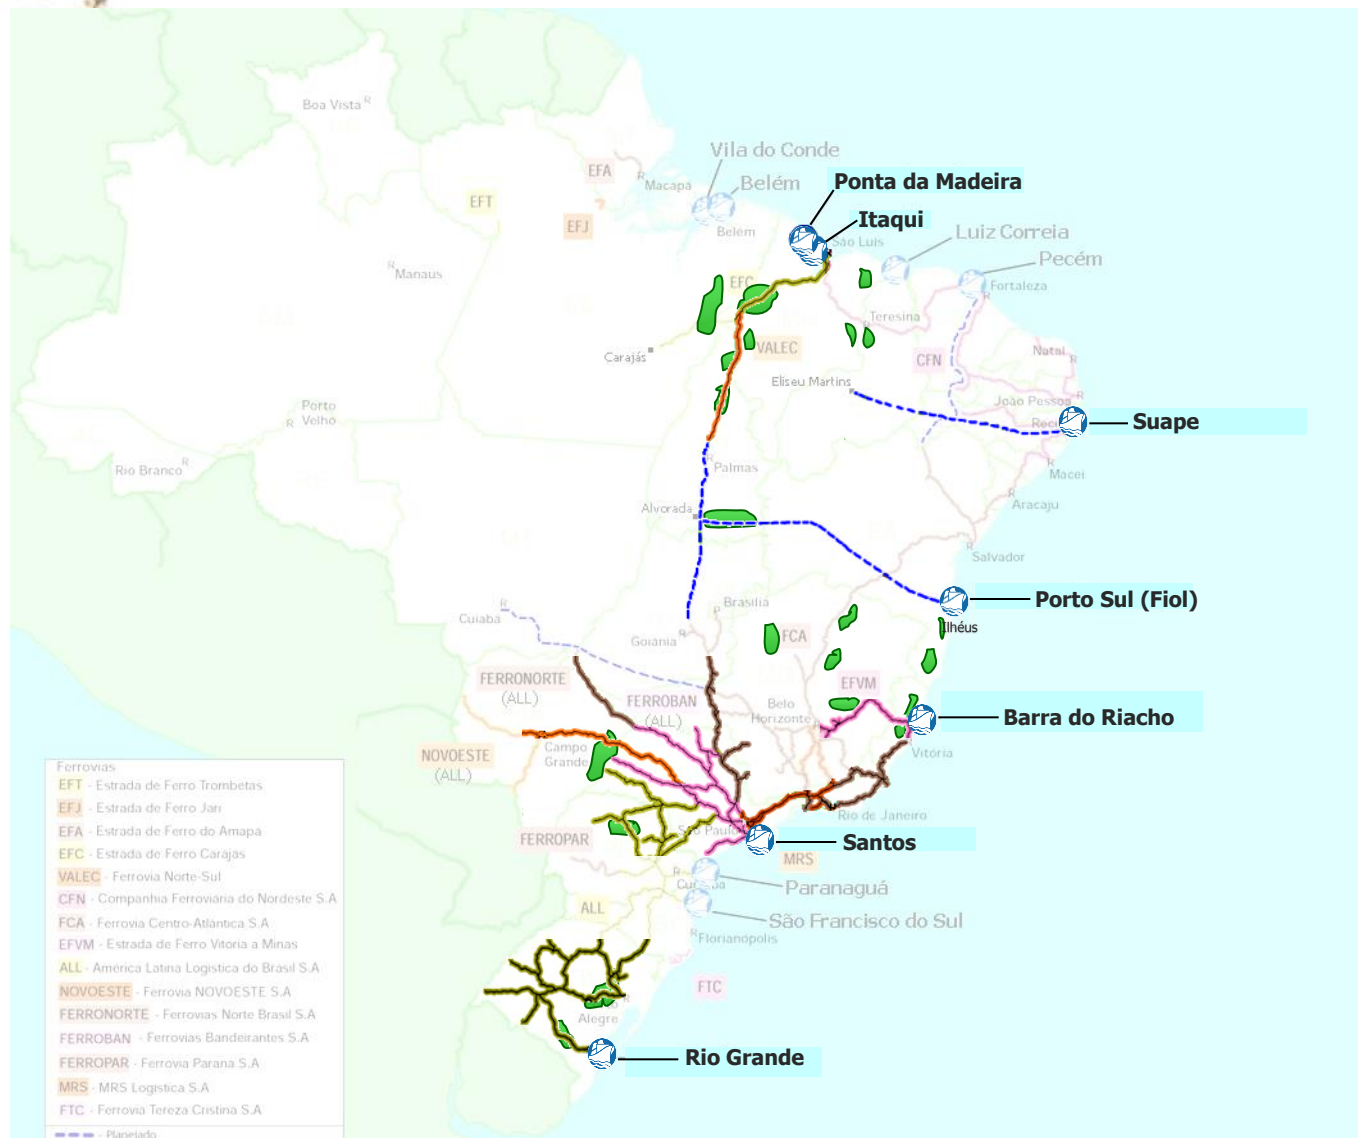 Boa Vista R
Vila do Conde
EFA
Ponta da Madeira
R
Macapá
Belém
EFT
Itaqui
EFJ
Belém
São Luis
Luiz Correia
R
Manaus
Pecém
EFC
Fortaleza
R
Teresina
Carajás
VALEC
CFN
Natal
R
Eliseu Martins
João Pessoa R
Porto
R Velho
Suape
Rio Branco R
R
Palmas
R
Macei
R
Aracaju
Alvorada
R
Salvador
R
Cuiaba
Brasilia
R
Porto Sul (Fiol)
Ilhéus
Goiânia R
FCA
FERRONORTE
(ALL)
FERROBAN
(ALL)
EFVM
Belo
Horizonte
Barra do Riacho
NOVOESTE
(ALL)
Campo
Grande
Vitória
Rio de Janeiro
São Paulo
FERROPAR
Santos
MRS
R
Paranaguá
ALL
São Francisco do Sul
R
Florianópolis
FTC
Alegre
Rio Grande
Ferrovias
EFT - Estrada de Ferro Trombetas
EFJ - Estrada de Ferro Jari
EFA - Estrada de Ferro do Amapa
EFC - Estrada de Ferro Carajas
VALEC - Ferrovia Norte-Sul
CFN - Companhia Ferroviaria do Nordeste S.A
FCA - Ferrovia Centro-Atlântica S.A
EFVM - Estrada de Ferro Vitoria a Minas
ALL - América Latina Logistica do Brasil S.A
NOVOESTE - Ferrovia NOVOESTE S.A
FERRONORTE - Ferrovias Norte Brasil S.A
FERROBAN - Ferrovias Bandeirantes S.A
FERROPAR - Ferrovia Parana S.A
MRS - MRS Logistica S.A
FTC - Ferrovia Tereza Cristina S.A
- Planejado